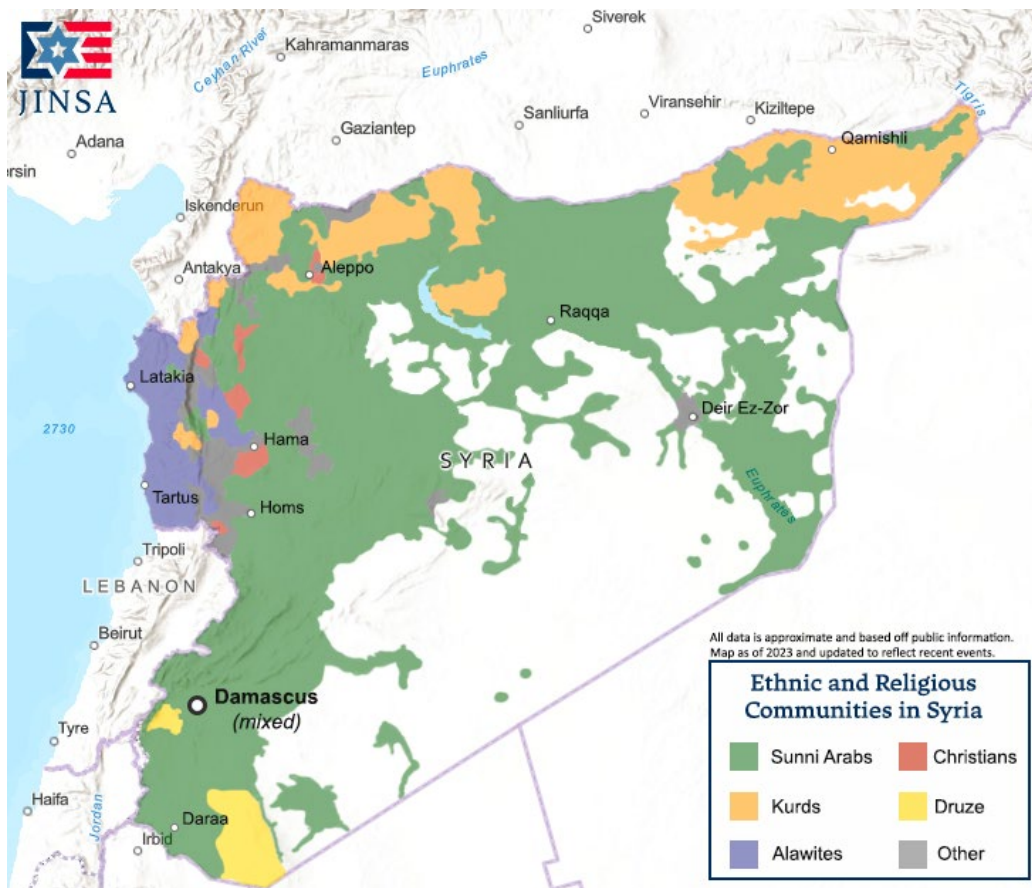 JINSA
Siverek
Kahramanmaras
Ceyhan River
Euphrates
Tigris
Adana
Gaziantep
Sanliurfa
Viransehir
Kiziltepe
Qamishli
ersin
Iskenderun
Antakya
Aleppo
Raqqa
Latakia
Deir Ez-Zor
2730
Hama
SYRIA
Tartus
Homs
Euphrates
Tripoli
LEBANON
Beirut
Damascus
(mixed)
Tyre
Haifa
Jordan
Daraa
Irbid
All data is approximate and based off public information.
Map as of 2023 and updated to reflect recent events.
Ethnic and Religious
Communities in Syria
Sunni Arabs
Christians
Kurds
Druze
Alawites
Other